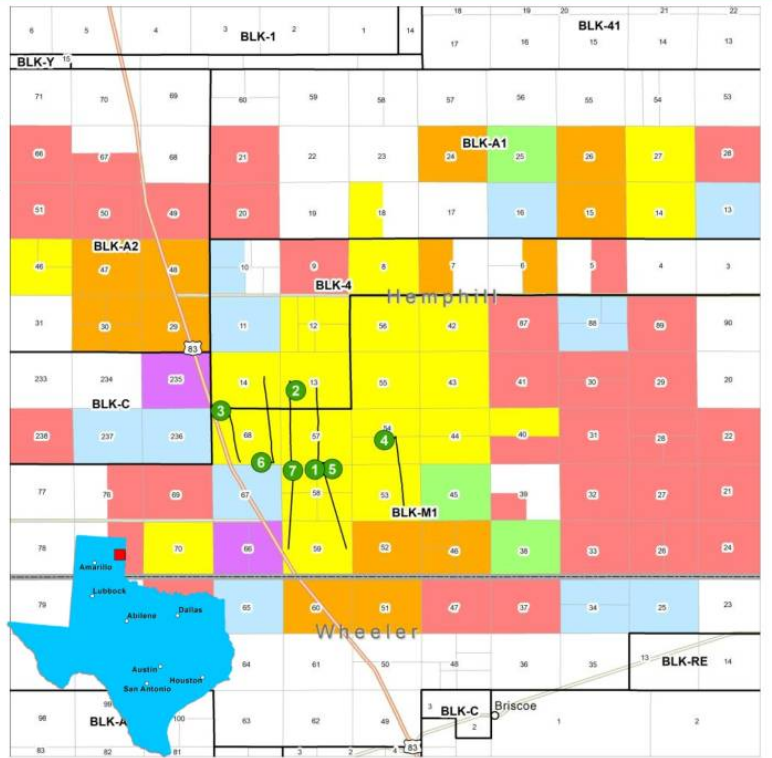 18 19 20 21 22
6 5 4 3 2 BLK-1 1 14 17 16 BLK-41 15 14 13
BLK-Y 15
71 70 69 60 59 58 57 56 55 54 53
66 67 68 21 22 23 24 BLK-A1 25 26 27 28
51 50 49 20 19 18 17 16 15 14 13
BLK-A2
46 47 48 10 9 8 7 6 5 4 3
BLK-4
Hemphill
31 30 29 11 12 56 42 87 88 89 90
83
233 234 235 14 2 13 55 43 41 30 29 20
BLK-C
3
238 237 236 68 57 54 4 44 40 31 28 22
6 7 1 5
77 76 69 67 58 53 45 39 32 27 21
BLK-M1
78 70 66 59 52 46 38 33 26 24
Amarillo
79 Lubbock 65 60 51 47 37 34 25 23
Abilene Dallas
Wheeler
Austin 64 61 50 48 36 35 13 BLK-RE 14
San Antonio Houston
98 99 BLK-A 100 63 62 49 3 BLK-C 2 Briscoe 1 2
83 82 81 3 2 4 83